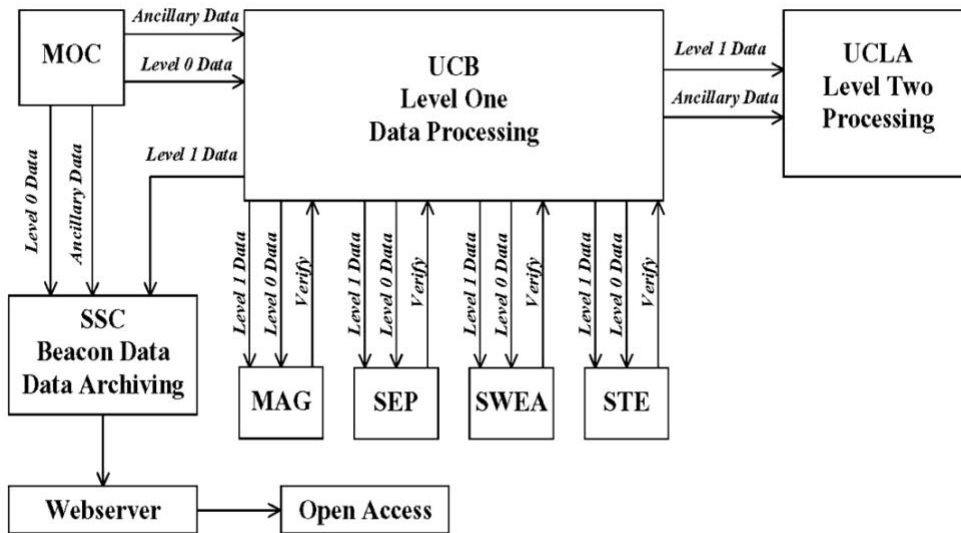 Ancillary Data
MOC
Level 0 Data
UCB
Level One
Data Processing
Level 1 Data
Ancillary Data
UCLA
Level Two
Processing
Level 0 Data
Ancillary Data
Level 1 Data
Level 1 Data
Level 0 Data
Verify
Level 1 Data
Level 0 Data
Verify
Level 1 Data
Level 0 Data
Verify
Level 1 Data
Level 0 Data
Verify
SSC
Beacon Data
Data Archiving
MAG
SEP
SWEA
STE
Webserver
Open Access